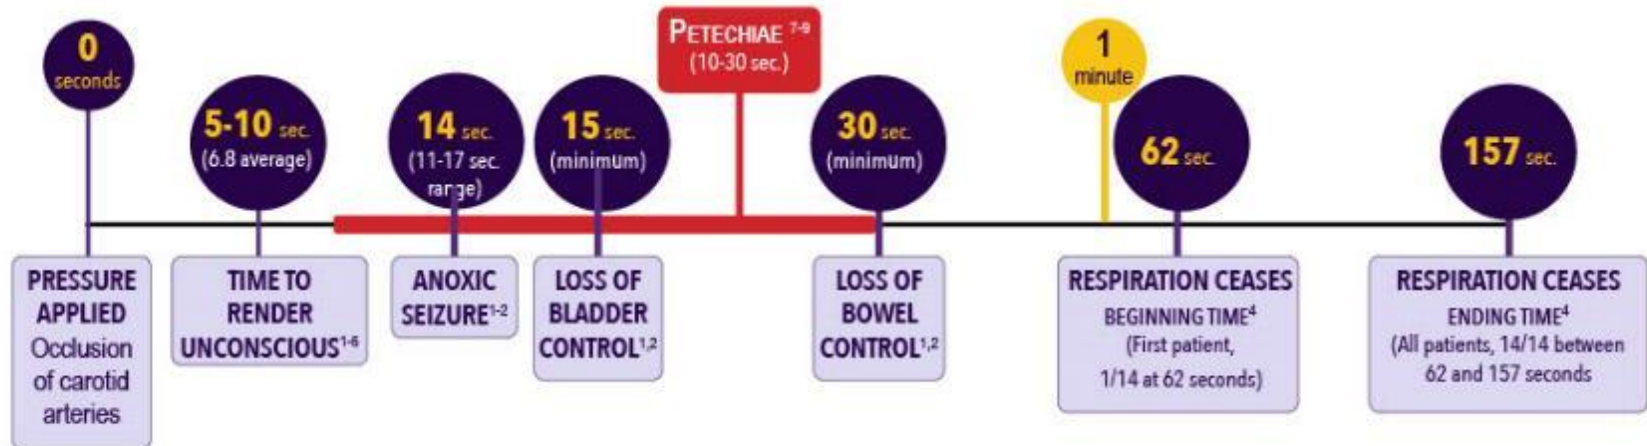 0
seconds
5-10 sec.
(6.8 average)
14 sec.
(11-17 sec.
range)
15 sec.
(minimum)
PETECHIAE 7-9
(10-30 sec.)
30 sec.
(minimum)
1
minute
62 sec.
157 sec.
PRESSURE
APPLIED
Occlusion
of carotid
arteries
TIME TO
RENDER
UNCONSCIOUS1-6
ANOXIC
SEIZURE1-2
LOSS OF
BLADDER
CONTROL1,2
LOSS OF
BOWEL
CONTROL1,2
RESPIRATION CEASES
BEGINNING TIME4
(First patient,
1/14 at 62 seconds)
RESPIRATION CEASES
ENDING TIME4
(All patients, 14/14 between
62 and 157 seconds